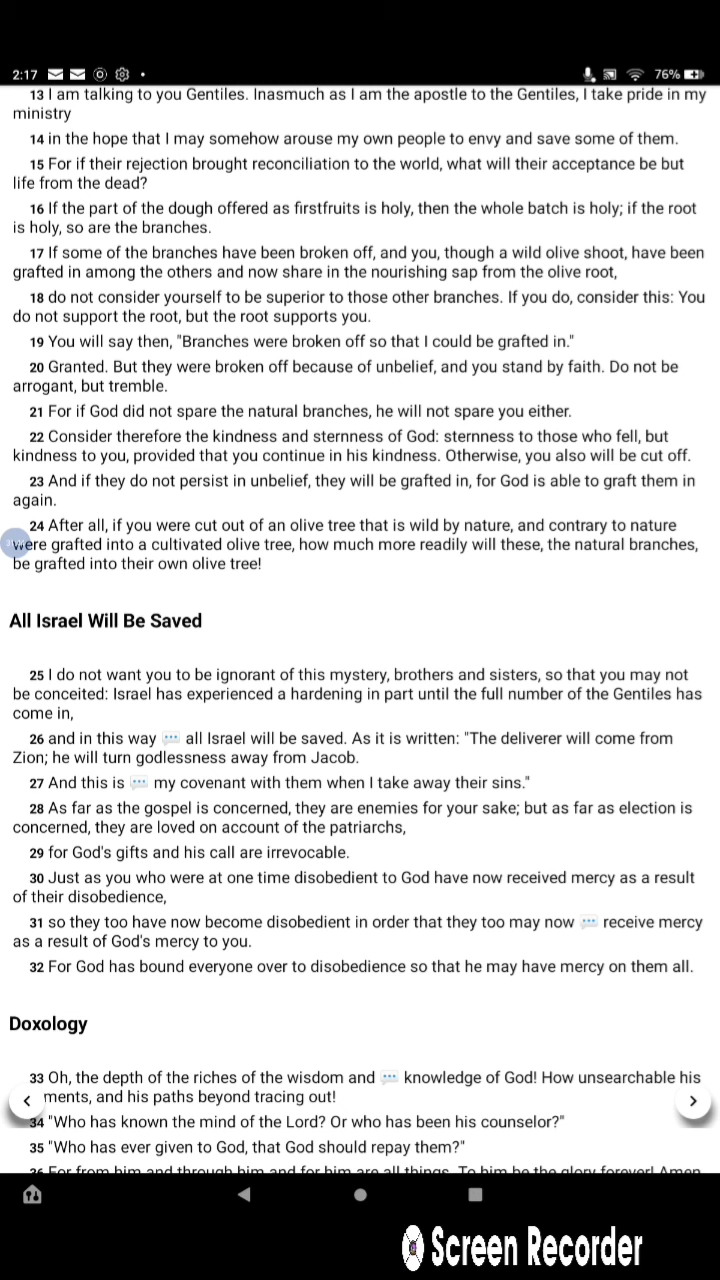 2:17
76%
13 I am talking to you Gentiles. Inasmuch as I am the apostle to the Gentiles, I take pride in my
ministry
14 in the hope that I may somehow arouse my own people to envy and save some of them.
15 For if their rejection brought reconciliation to the world, what will their acceptance be but
life from the dead?
16 If the part of the dough offered as firstfruits is holy, then the whole batch is holy; if the root
is holy, so are the branches.
17 If some of the branches have been broken off, and you, though a wild olive shoot, have been
grafted in among the others and now share in the nourishing sap from the olive root,
18 do not consider yourself to be superior to those other branches. If you do, consider this: You
do not support the root, but the root supports you.
19 You will say then, "Branches were broken off so that I could be grafted in."
20 Granted. But they were broken off because of unbelief, and you stand by faith. Do not be
arrogant, but tremble.
21 For if God did not spare the natural branches, he will not spare you either.
22 Consider therefore the kindness and sternness of God: sternness to those who fell, but
kindness to you, provided that you continue in his kindness. Otherwise, you also will be cut off.
23 And if they do not persist in unbelief, they will be grafted in, for God is able to graft them in
again.
24 After all, if you were cut out of an olive tree that is wild by nature, and contrary to nature
were grafted into a cultivated olive tree, how much more readily will these, the natural branches,
be grafted into their own olive tree!
All Israel Will Be Saved
25 I do not want you to be ignorant of this mystery, brothers and sisters, so that you may not
be conceited: Israel has experienced a hardening in part until the full number of the Gentiles has
come in,
26 and in this way all Israel will be saved. As it is written: "The deliverer will come from
Zion; he will turn godlessness away from Jacob.
27 And this is my covenant with them when I take away their sins."
28 As far as the gospel is concerned, they are enemies for your sake; but as far as election is
concerned, they are loved on account of the patriarchs,
29 for God's gifts and his call are irrevocable.
30 Just as you who were at one time disobedient to God have now received mercy as a result
of their disobedience,
31 so they too have now become disobedient in order that they too may now receive mercy
as a result of God's mercy to you.
32 For God has bound everyone over to disobedience so that he may have mercy on them all.
Doxology
33 Oh, the depth of the riches of the wisdom and knowledge of God! How unsearchable his
ments, and his paths beyond tracing out!
34 "Who has known the mind of the Lord? Or who has been his counselor?"
35 "Who has ever given to God, that God should repay them?"
36 For from him and through him and for him are all things. To him be the glory forever! Amen
Screen Recorder